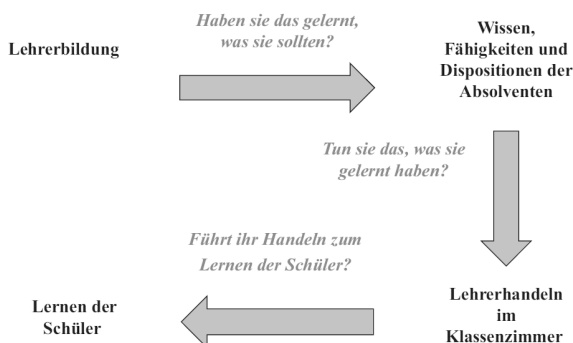 Haben sie das gelernt,
was sie sollten?
Lehrerbildung
Wissen,
Fähigkeiten und
Dispositionen der
Absolventen
Tun sie das, was sie
gelernt haben?
Führt ihr Handeln zum
Lernen der Schüler?
Lernen der
Schüler
Lehrerhandeln
im
Klassenzimmer